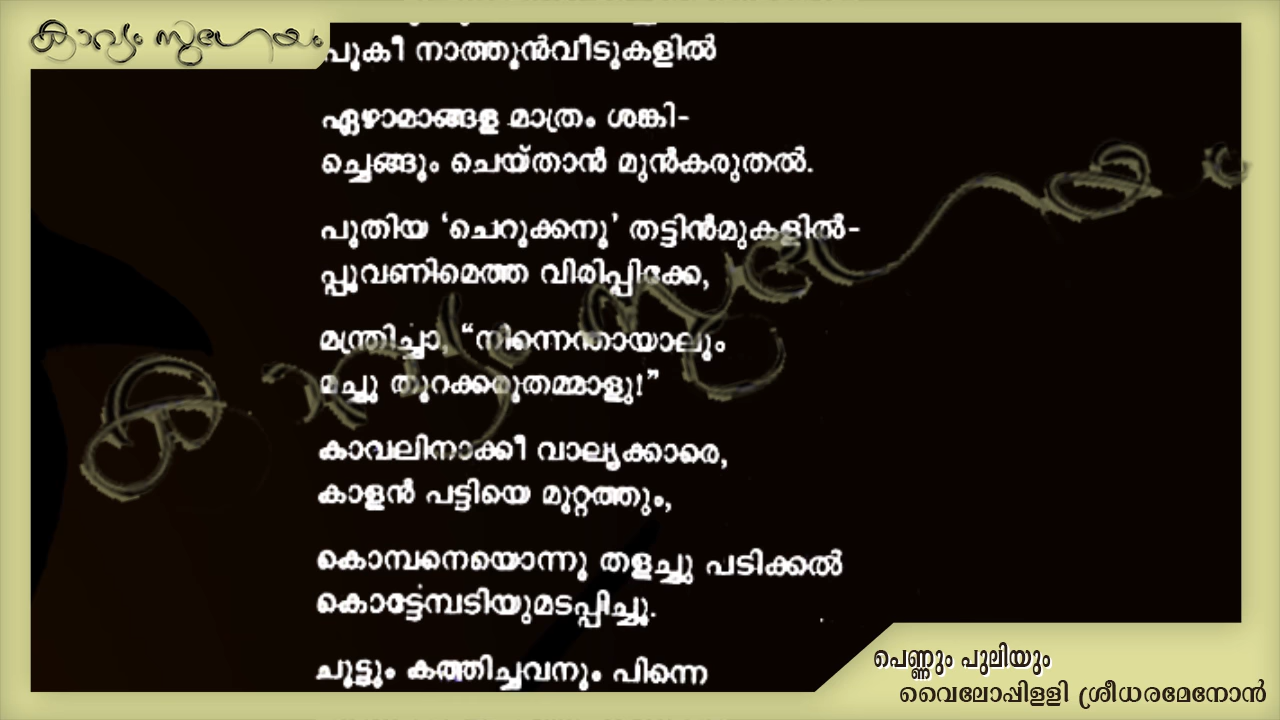 കാവ്യം സുഗേയം
പൂകീ നാത്തൂൻവീടുകളിൽ
ഏഴാമാങ്ങള മാത്രം ശങ്കി-
ച്ചെങ്ങും ചെയ്താൻ മുൻകരുതൽ.
പുതിയ ‘ചെറുക്കനു’ തട്ടിൻമുകളിൽ-
പ്പൂവണിമെത്ത വിരിപ്പിക്കേ,
മന്ത്രിച്ചാ, “നിന്നെന്തായാലും
മച്ചു തുറക്കരുതമ്മാളു!”
കാവലിനാക്കീ വാല്യക്കാരെ,
കാളൻ പട്ടിയെ മുറ്റത്തും,
കൊമ്പനെയൊന്നു തളച്ചു പടിക്കൽ
കൊട്ടേമ്പടിയുമടപ്പിച്ചു.
ചൂട്ടും കത്തിച്ചവനും പിന്നെ
പെണ്ണും പുലിയും
വൈലോപ്പിള്ളി ശ്രീധരമേനോൻ